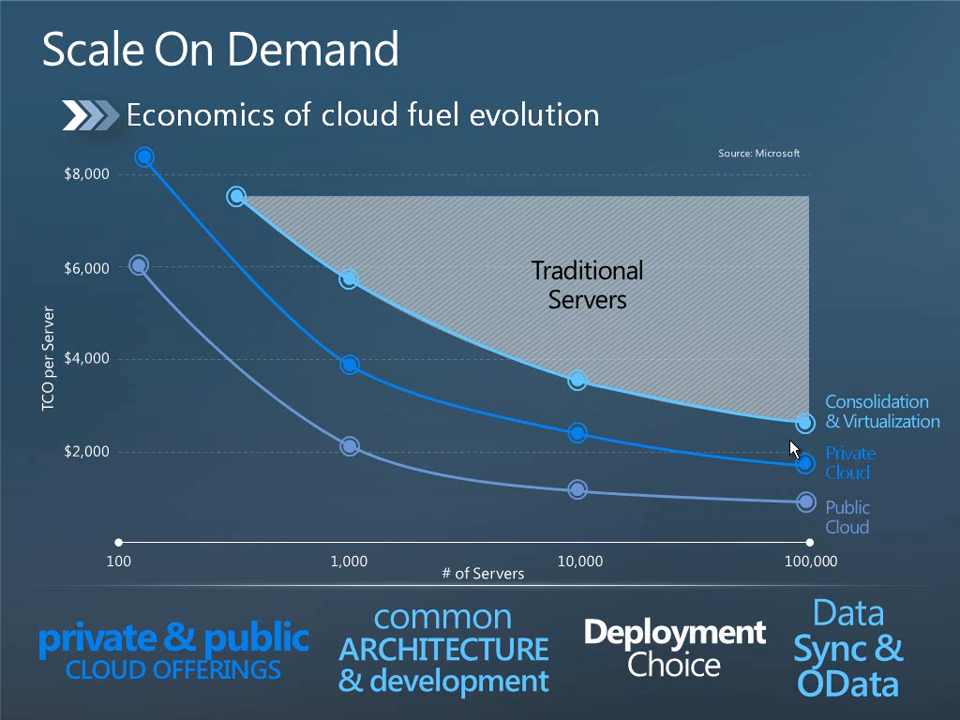 Scale On Demand
Economics of cloud fuel evolution
Source: Microsoft
$8,000
$6,000
$4,000
$2,000
TCO per Server
Traditional
Servers
Consolidation
& Virtualization
Private
Cloud
Public
Cloud
100
1,000
10,000
100,000
# of Servers
private & public
CLOUD OFFERINGS
common
ARCHITECTURE
& development
Deployment
Choice
Data
Sync &
OData